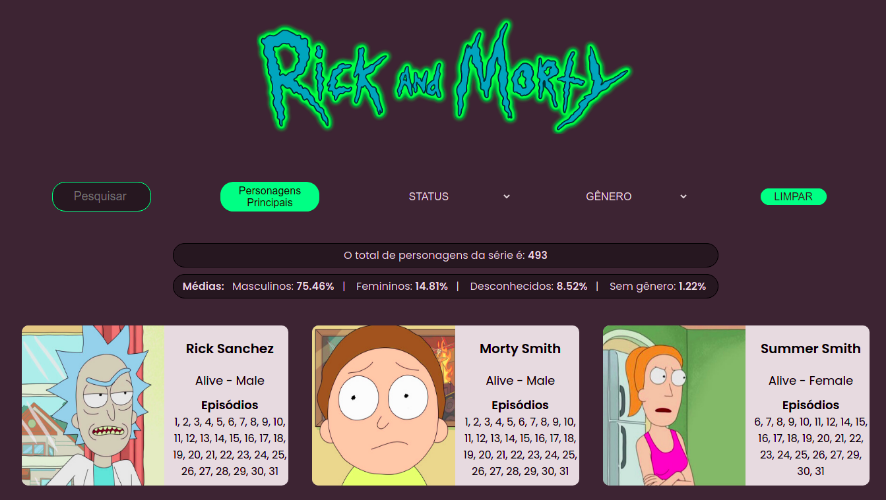 Rick and Morty
Pesquisar
Personagens
Principais
STATUS
GÊNERO
LIMPAR
O total de personagens da série é: 493
Médias: Masculinos: 75.46% | Femininos: 14.81% | Desconhecidos: 8.52% | Sem gênero: 1.22%
Rick Sanchez
Alive - Male
Episódios
1, 2, 3, 4, 5, 6, 7, 8, 9, 10,
11, 12, 13, 14, 15, 16, 17, 18,
19, 20, 21, 22, 23, 24, 25,
26, 27, 28, 29, 30, 31
Morty Smith
Alive - Male
Episódios
1, 2, 3, 4, 5, 6, 7, 8, 9, 10,
11, 12, 13, 14, 15, 16, 17, 18,
19, 20, 21, 22, 23, 24, 25,
26, 27, 28, 29, 30, 31
Summer Smith
Alive - Female
Episódios
6, 7, 8, 9, 10, 11, 12, 14, 15,
16, 17, 18, 19, 20, 21, 22,
23, 24, 25, 26, 27, 29,
30, 31